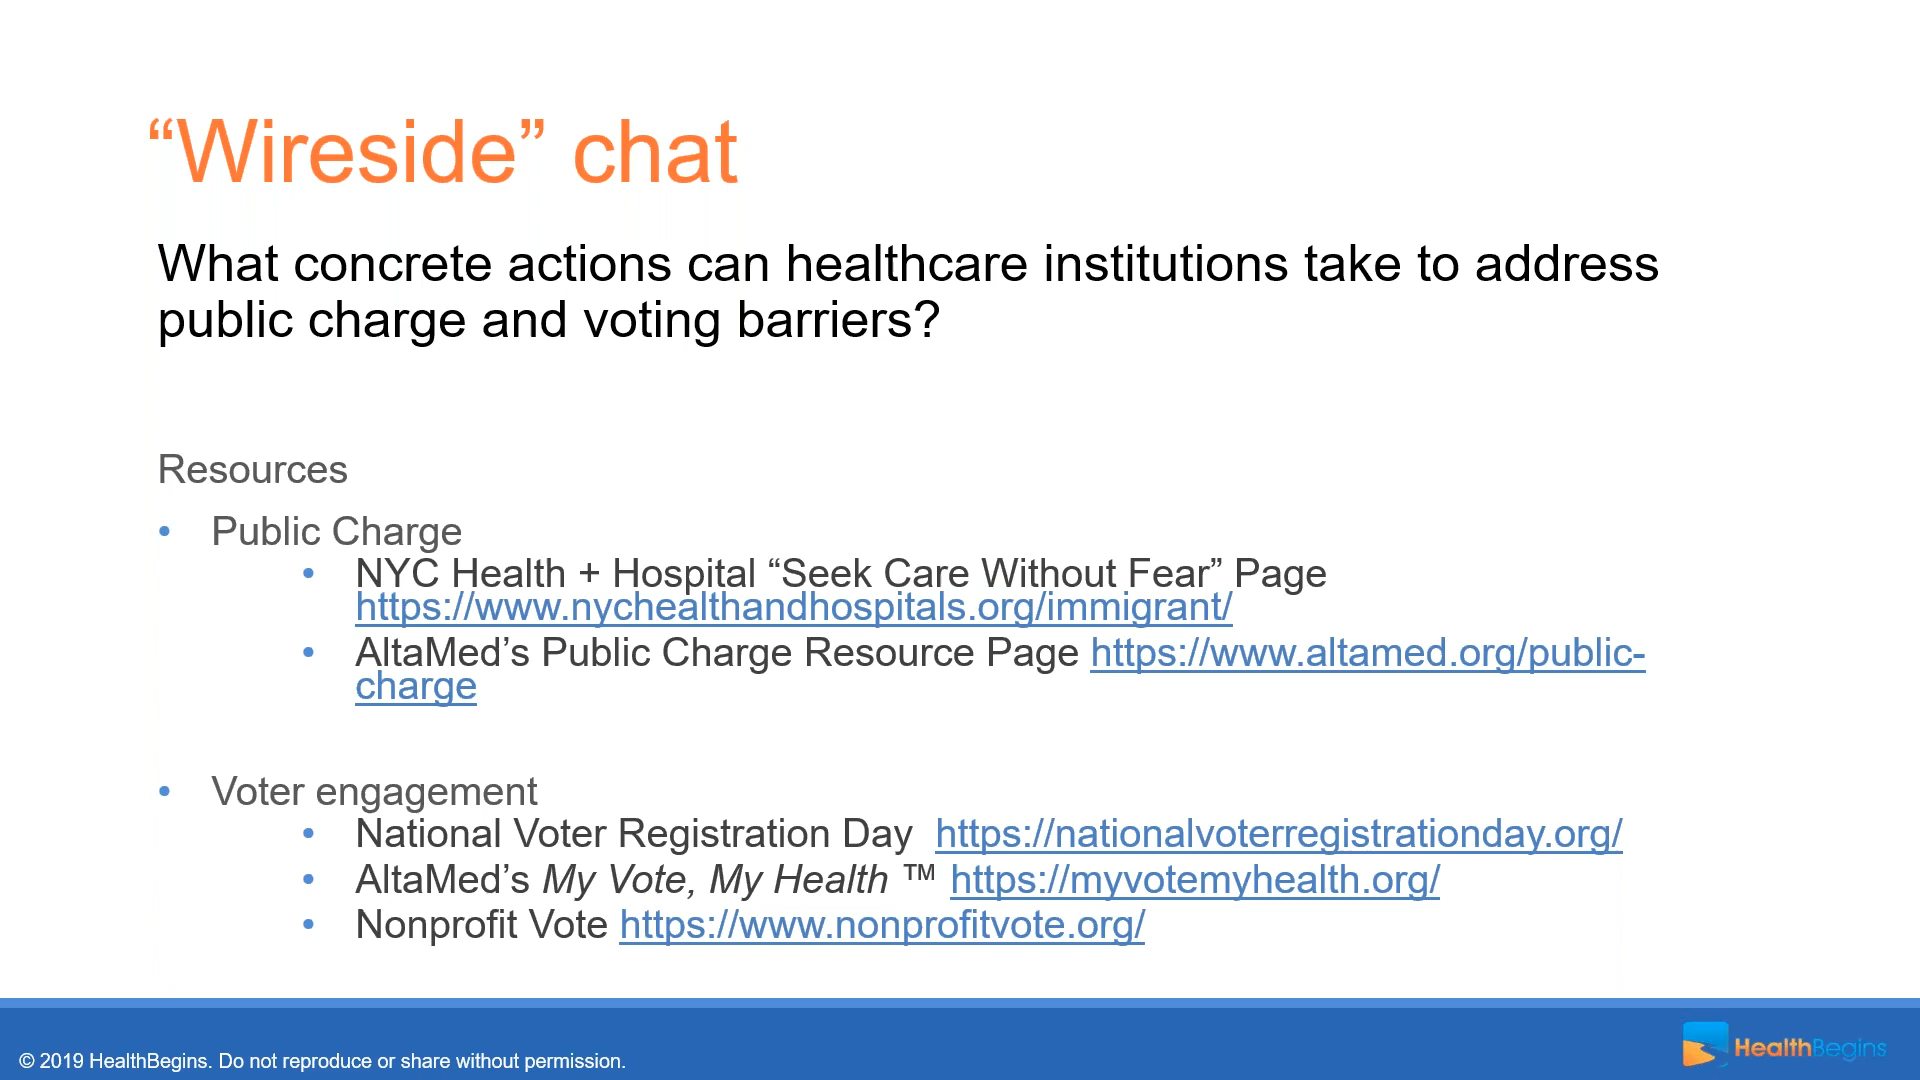 “Wireside” chat
What concrete actions can healthcare institutions take to address
public charge and voting barriers?
Resources
• Public Charge
• NYC Health + Hospital “Seek Care Without Fear” Page
https://www.nychealthandhospitals.org/immigrant/
• AltaMed’s Public Charge Resource Page https://www.altamed.org/public-
charge
• Voter engagement
• National Voter Registration Day  https://nationalvoterregistrationday.org/
• AltaMed’s My Vote, My Health ™ https://myvotemyhealth.org/
• Nonprofit Vote https://www.nonprofitvote.org/
© 2019 HealthBegins. Do not reproduce or share without permission.
HealthBegins